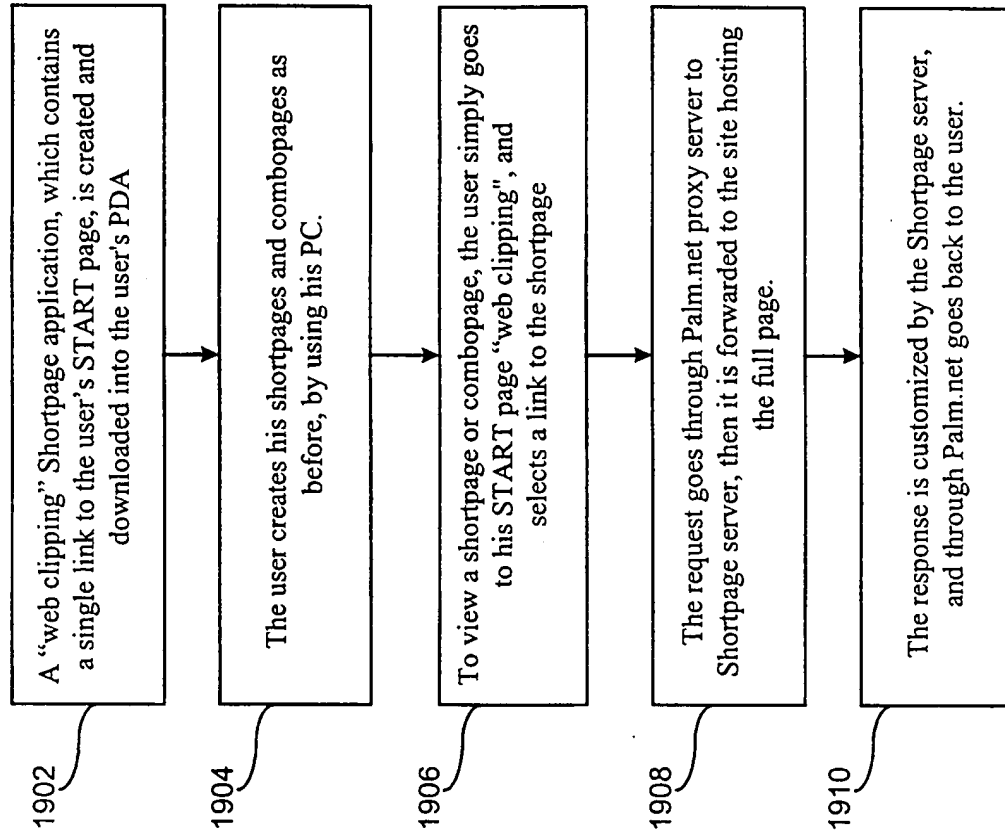 1902
A “web clipping” Shortpage application, which contains
a single link to the user's START page, is created and
downloaded into the user's PDA
1904
The user creates his shortpages and combopages as
before, by using his PC.
1906
To view a shortpage or combopage, the user simply goes
to his START page “web clipping", and
selects a link to the shortpage
1908
The request goes through Palm.net proxy server to
Shortpage server, then it is forwarded to the site hosting
the full page.
1910
The response is customized by the Shortpage server,
and through Palm.net goes back to the user.